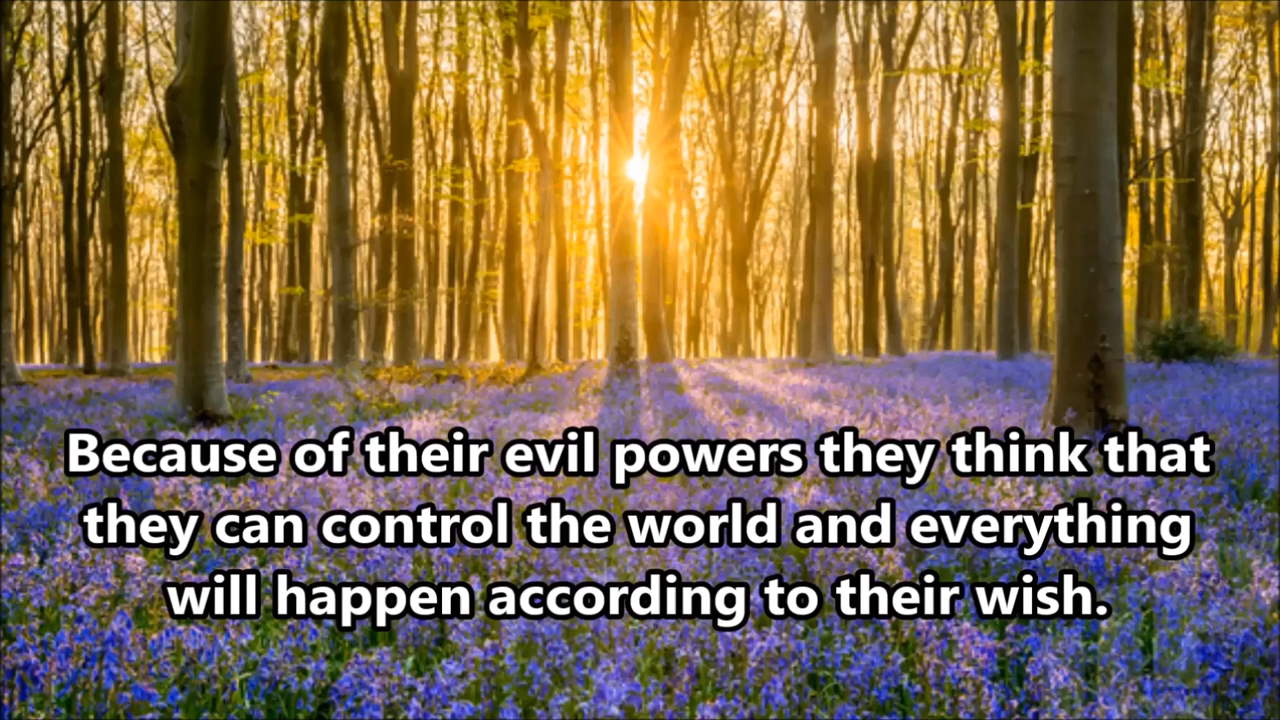 Because of their evil powers they think that
they can control the world and everything
will happen according to their wish.